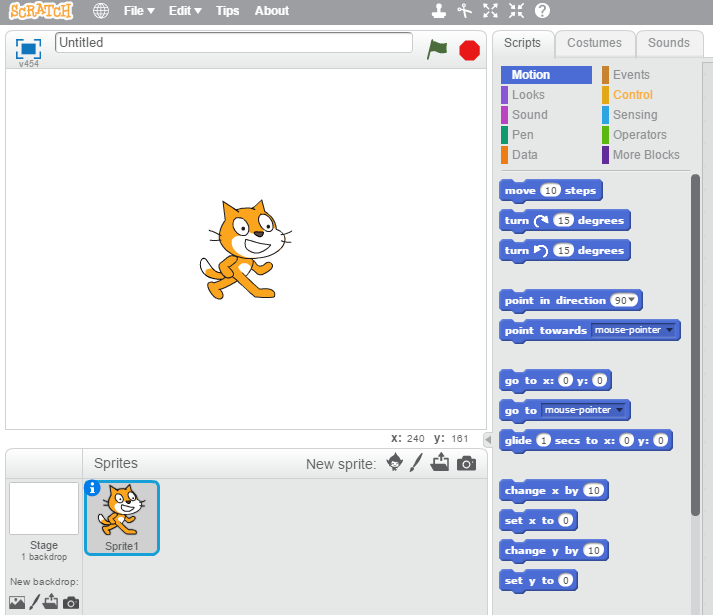 SCRATCH File Edit Tips About
Untitled
v454
Scripts Costumes Sounds
Motion Events
Looks Control
Sound Sensing
Pen Operators
Data More Blocks
move 10 steps
turn 15 degrees
turn 15 degrees
point in direction 90
point towards mouse-pointer
go to x: 0 y: 0
go to mouse-pointer
glide 1 secs to x: 0 y: 0
change x by 10
set x to 0
change y by 10
set y to 0
x: 240 y: 161
Sprites New sprite:
Sprite1
Stage
1 backdrop
New backdrop: